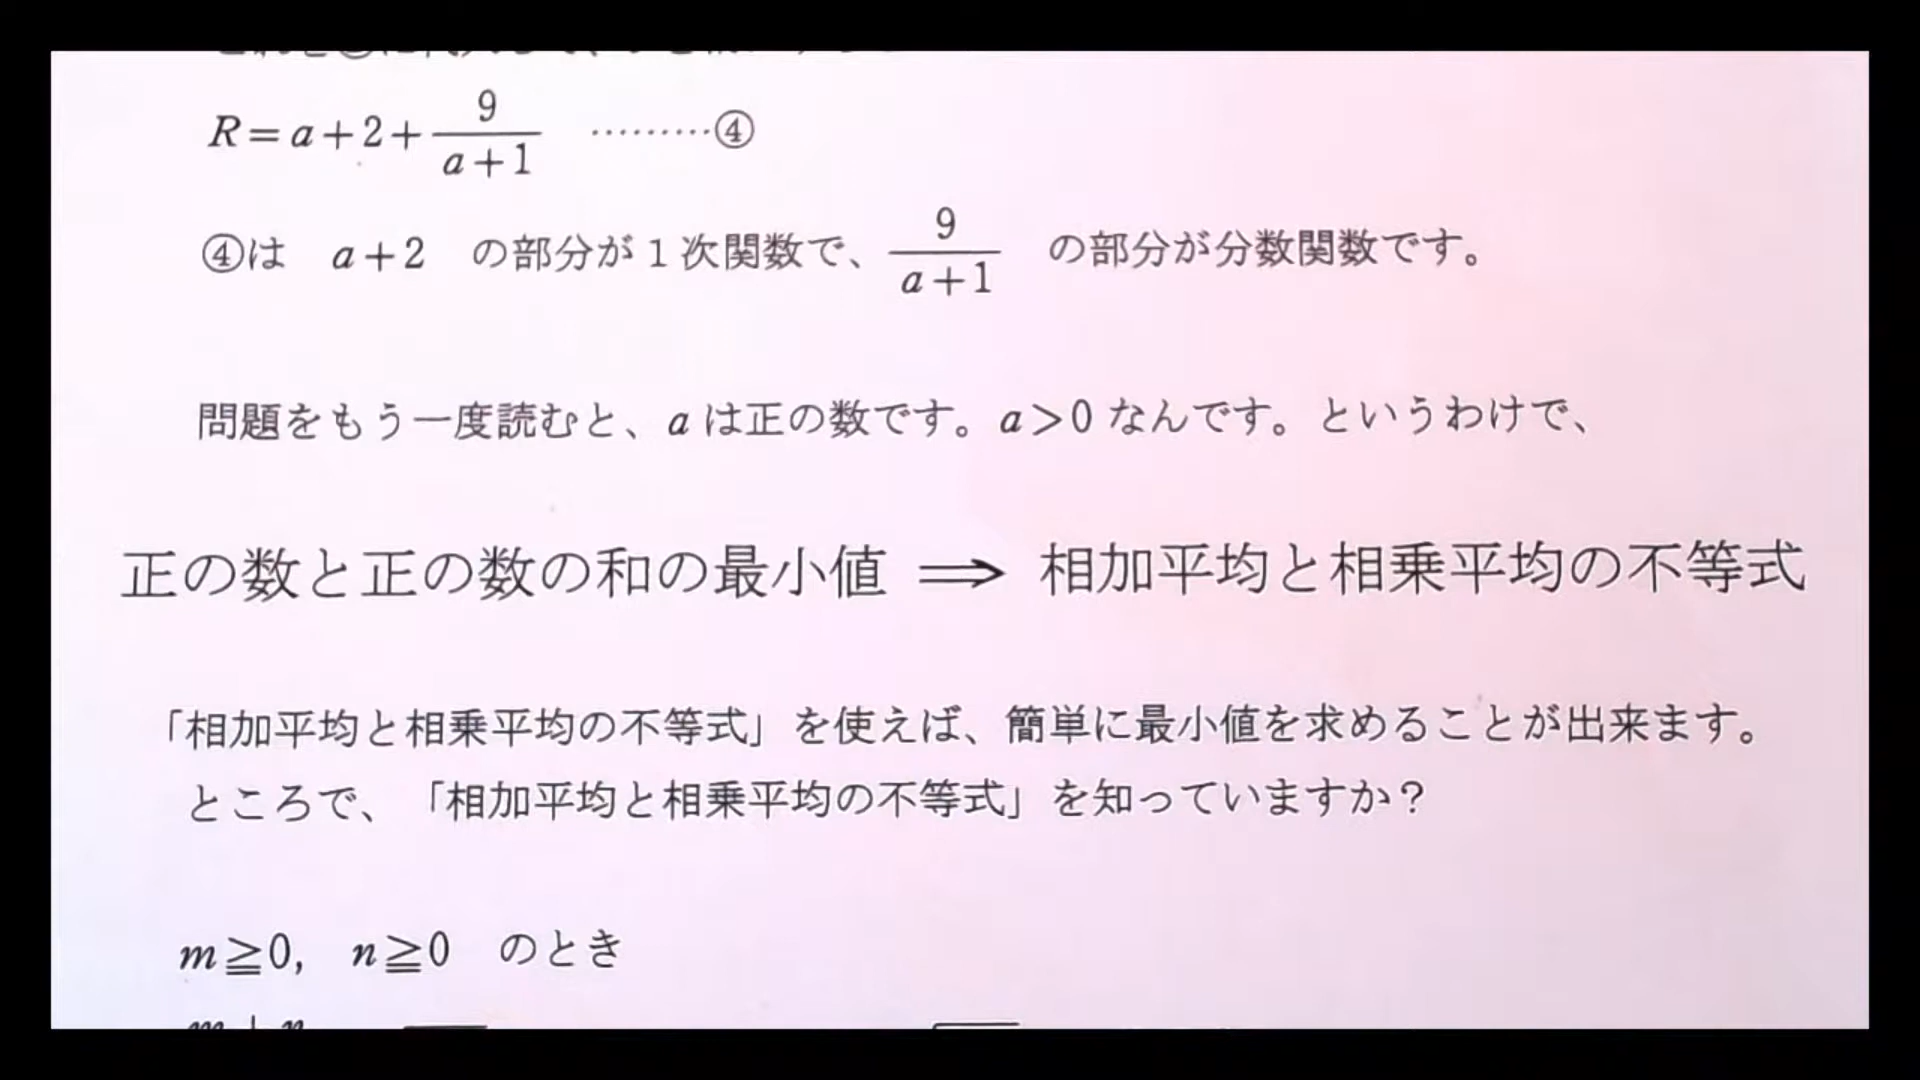 R=a+2+9/(a+1) ………④
④は a+2 の部分が1次関数で、9/(a+1) の部分が分数関数です。
問題をもう一度読むと、aは正の数です。a>0なんです。というわけで、
正の数と正の数の和の最小値 ⟹ 相加平均と相乗平均の不等式
「相加平均と相乗平均の不等式」を使えば、簡単に最小値を求めることが出来ます。
ところで、「相加平均と相乗平均の不等式」を知っていますか？
m≧0, n≧0 のとき